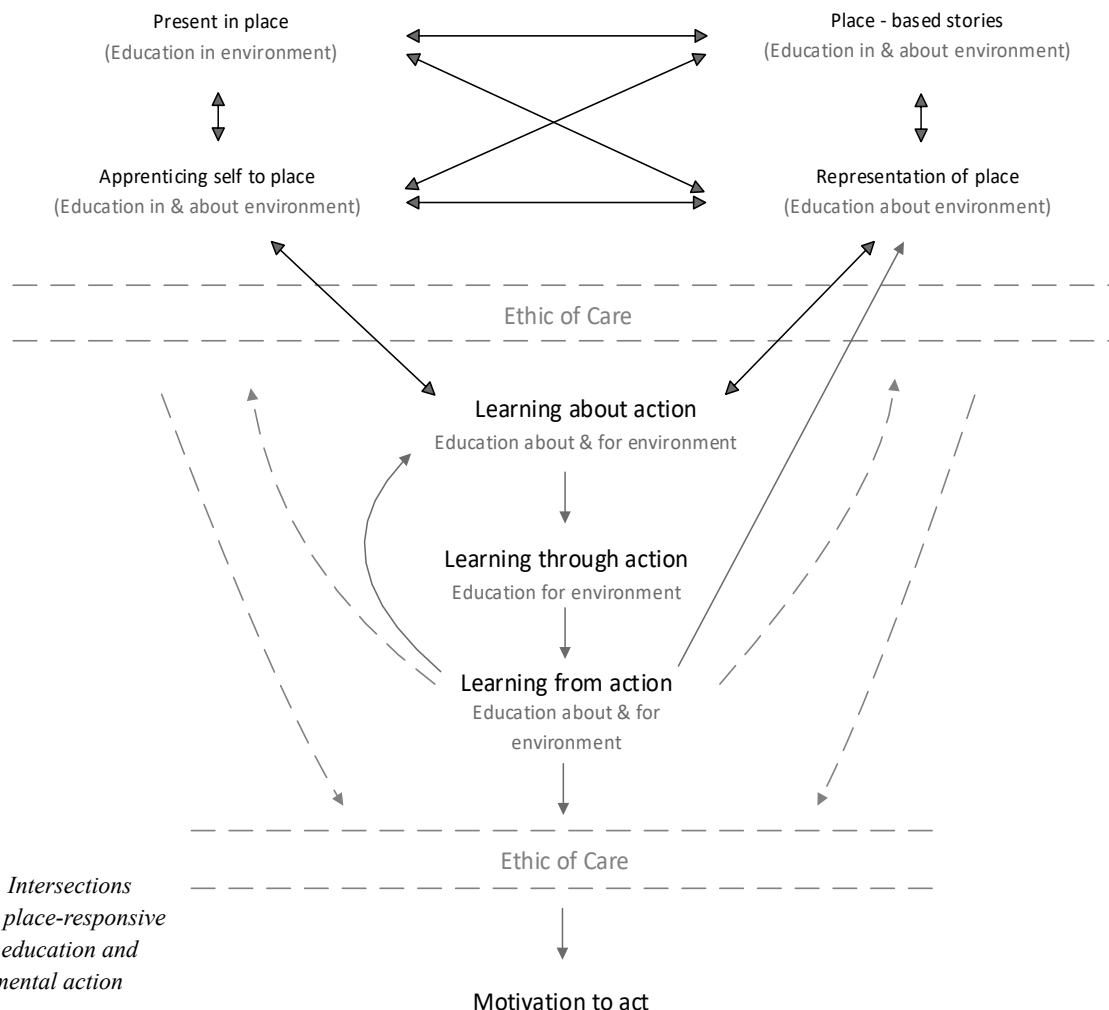 Present in place
(Education in environment)
Place - based stories
(Education in & about environment)
Apprenticing self to place
(Education in & about environment)
Representation of place
(Education about environment)
Ethic of Care
Learning about action
Education about & for environment
Learning through action
Education for environment
Learning from action
Education about & for
environment
Ethic of Care
Intersections
place-responsive
education and
mental action
Motivation to act